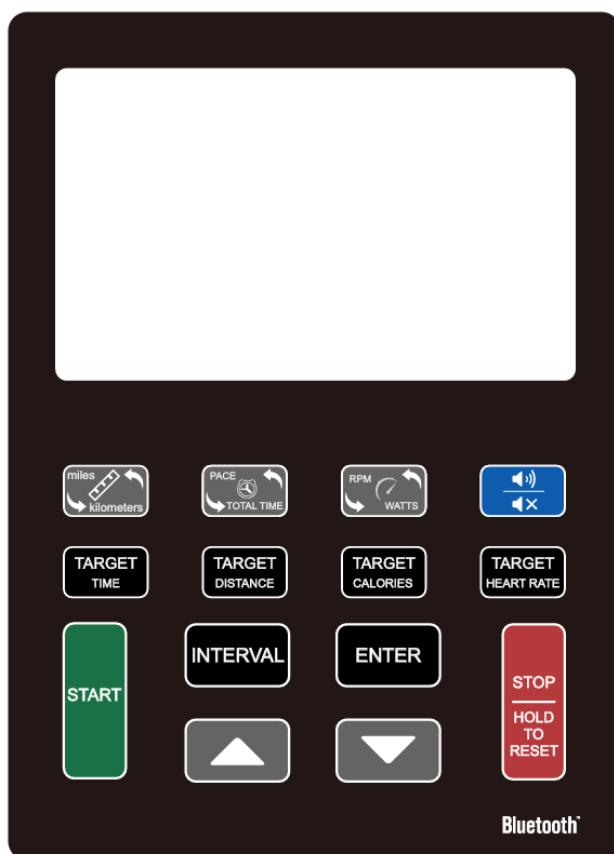 miles
kilometers
PACE
TOTAL TIME
RPM
WATTS
TARGET
TIME
TARGET
DISTANCE
TARGET
CALORIES
TARGET
HEART RATE
START
INTERVAL
ENTER
STOP
HOLD
TO
RESET
Bluetooth™